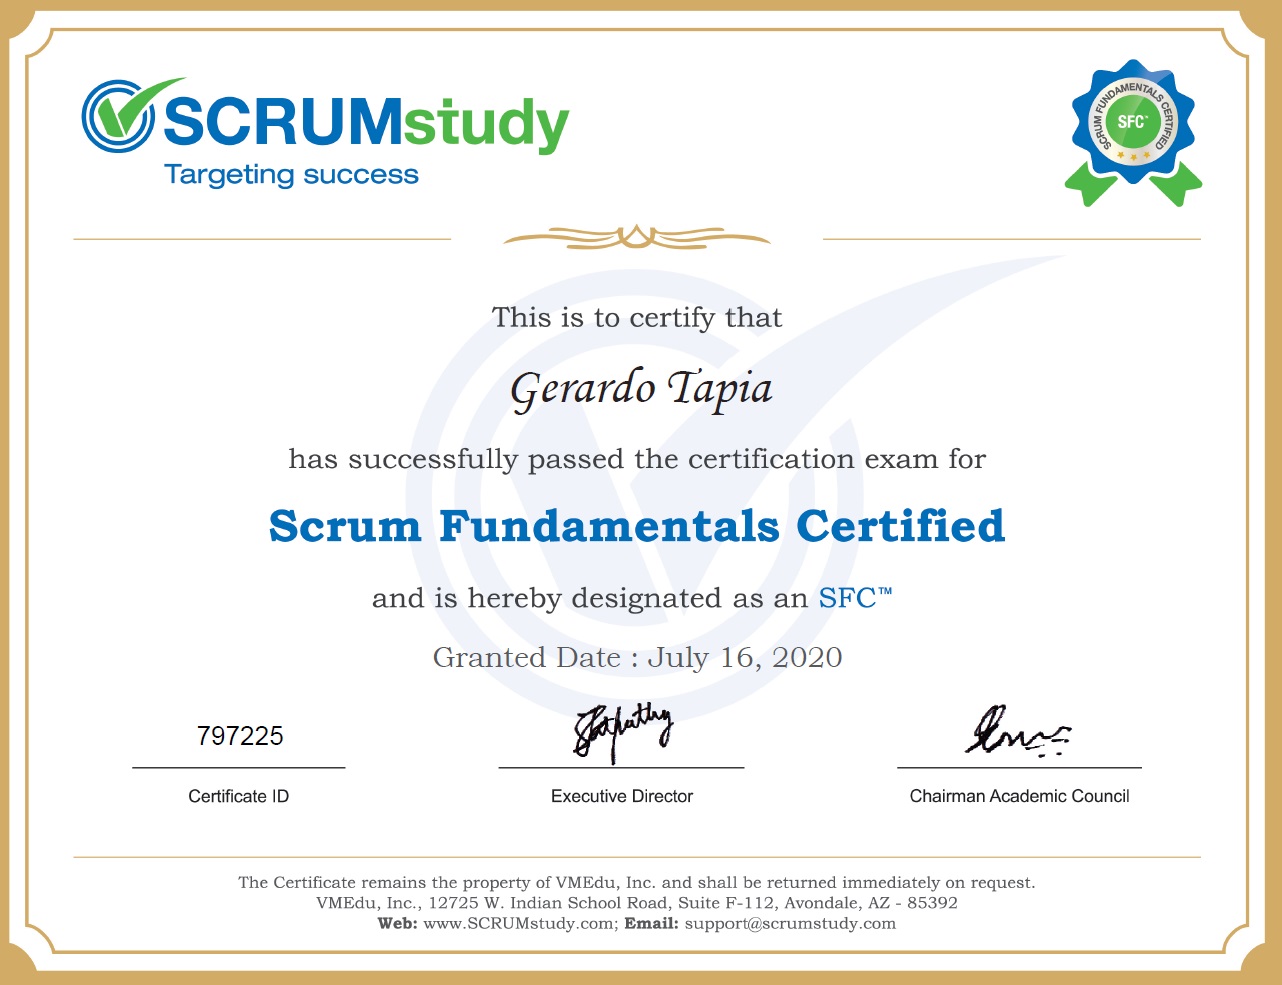 SCRUMstudy
Targeting success
SCRUM FUNDAMENTALS CERTIFIED
SFC™
This is to certify that
Gerardo Tapia
has successfully passed the certification exam for
Scrum Fundamentals Certified
and is hereby designated as an SFC™
Granted Date : July 16, 2020
797225
Certificate ID
Executive Director
Chairman Academic Council
The Certificate remains the property of VMEdu, Inc. and shall be returned immediately on request.
VMEdu, Inc., 12725 W. Indian School Road, Suite F-112, Avondale, AZ - 85392
Web: www.SCRUMstudy.com; Email: support@scrumstudy.com